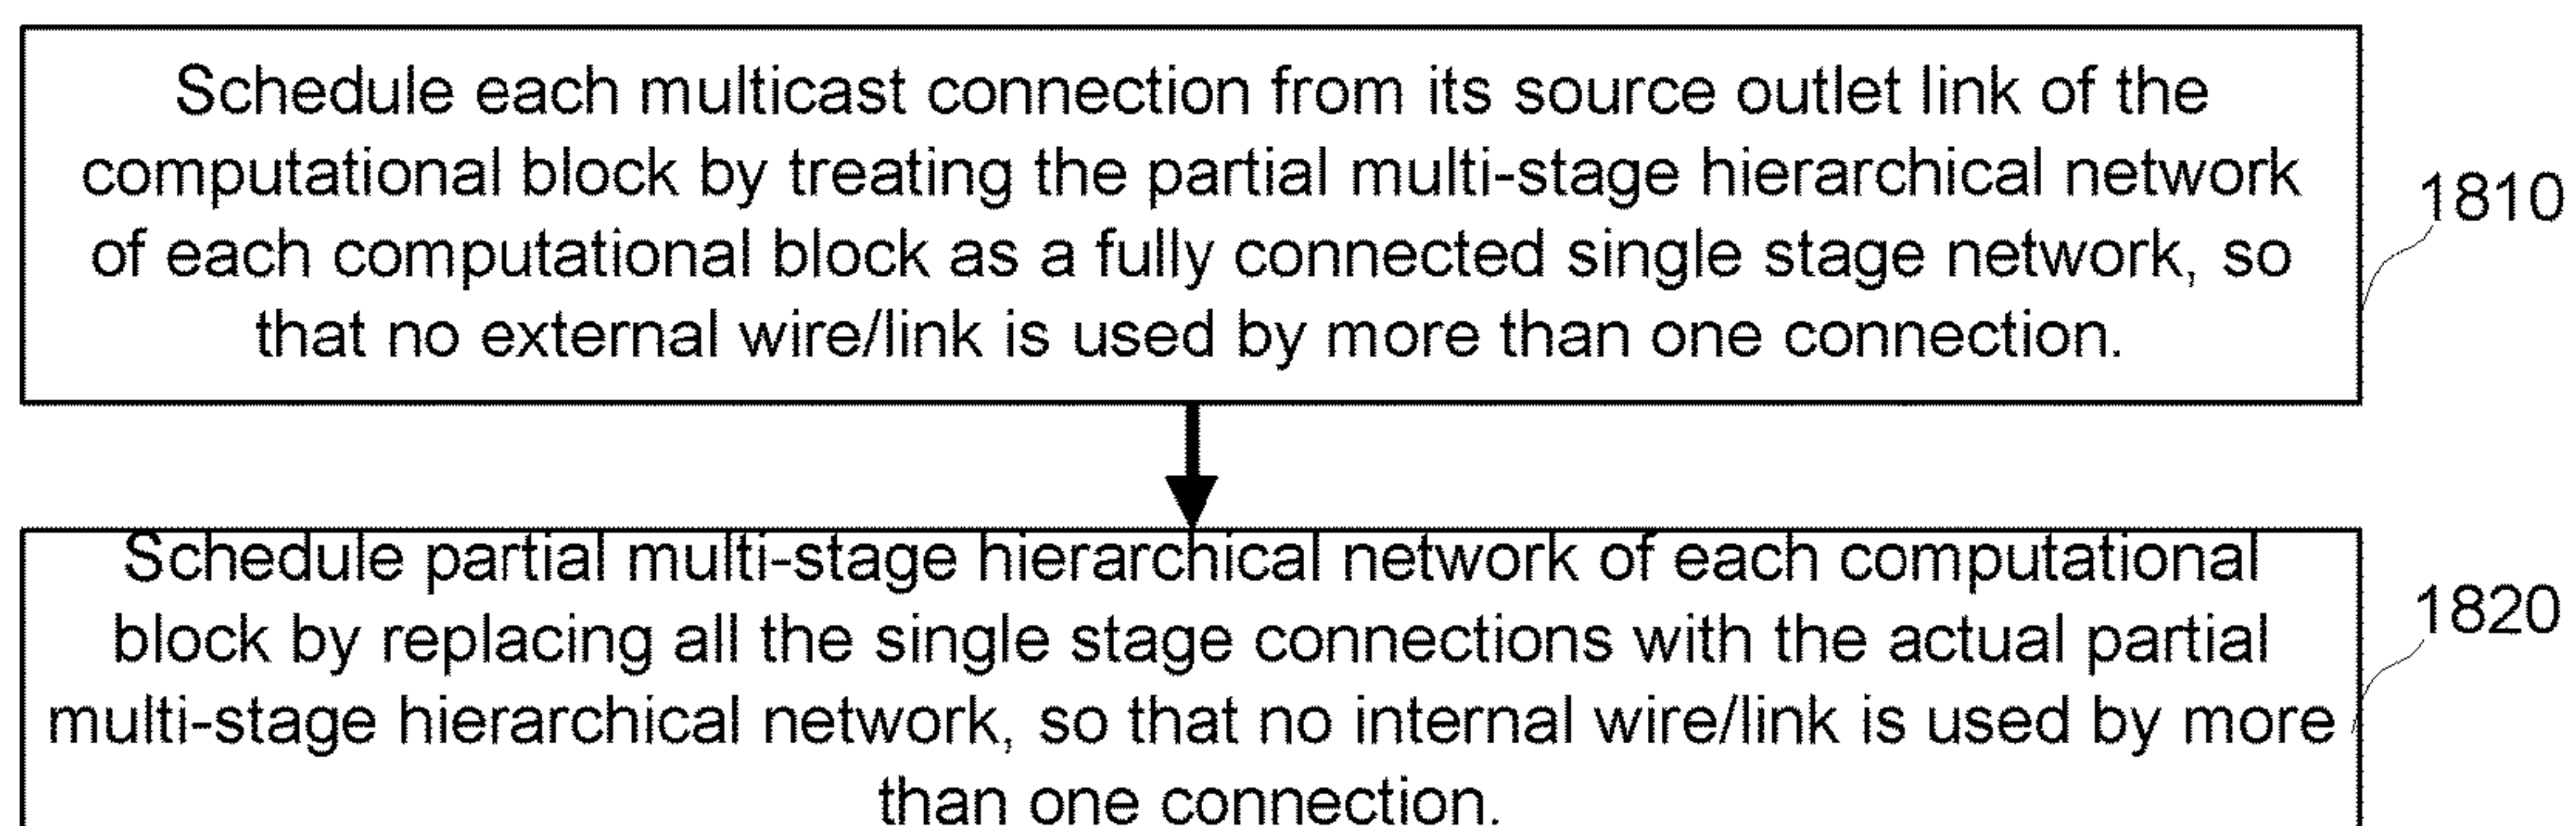 Schedule each multicast connection from its source outlet link of the
computational block by treating the partial multi-stage hierarchical network
of each computational block as a fully connected single stage network, so
that no external wire/link is used by more than one connection.
1810
Schedule partial multi-stage hierarchical network of each computational
block by replacing all the single stage connections with the actual partial
multi-stage hierarchical network, so that no internal wire/link is used by more
than one connection.
1820